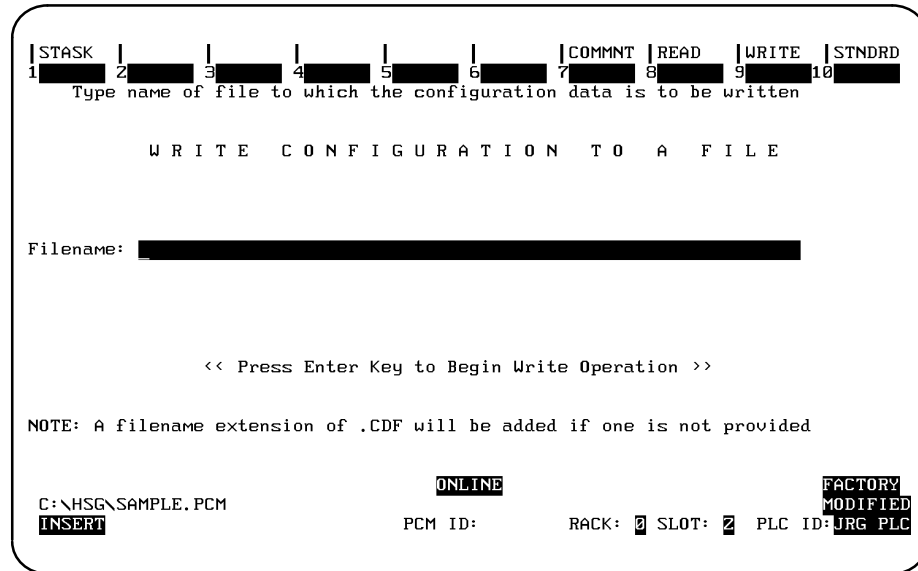 STASK COMMNT READ WRITE STNDRD
1 2 3 4 5 6 7 8 9 10
Type name of file to which the configuration data is to be written
W R I T E C O N F I G U R A T I O N T O A F I L E
Filename: _
<< Press Enter Key to Begin Write Operation >>
NOTE: A filename extension of .CDF will be added if one is not provided
ONLINE FACTORY
C:\HSG\SAMPLE.PCM MODIFIED
INSERT PCM ID: RACK: 0 SLOT: 2 PLC ID: JRG PLC